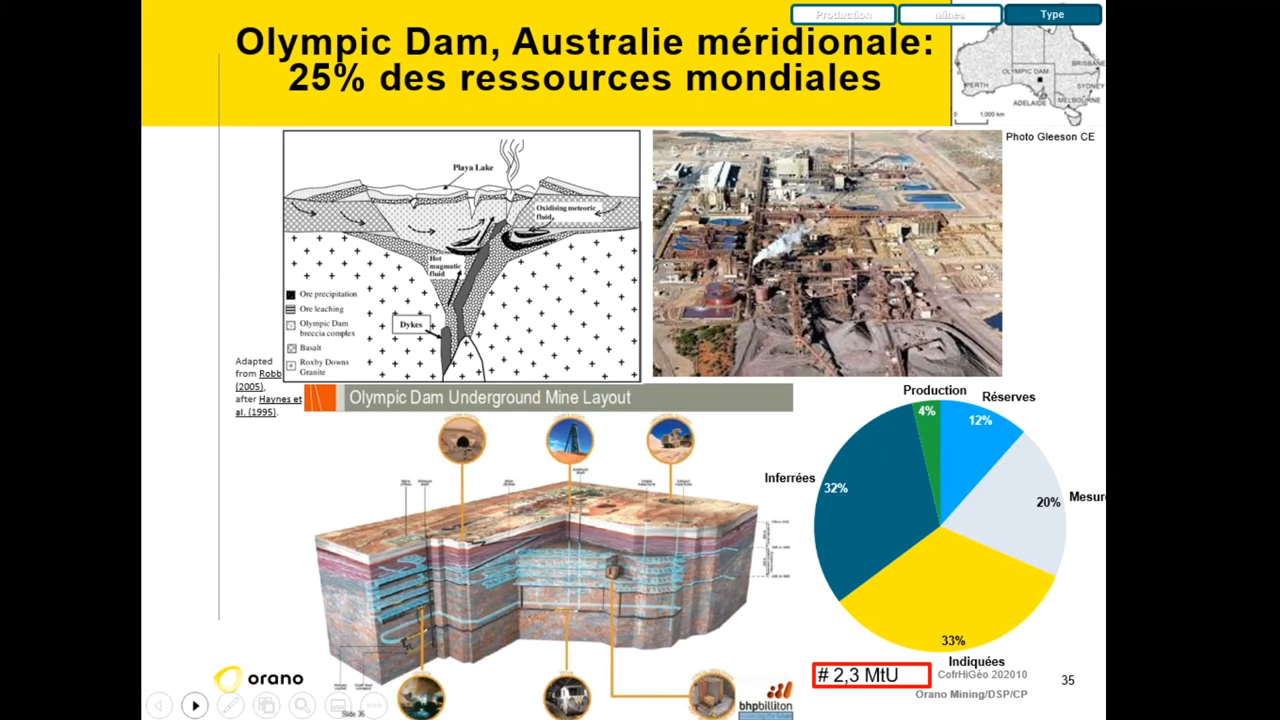 Production
Mines
Type
Olympic Dam, Australie méridionale:
25% des ressources mondiales
OLYMPIC DAM
BRISBANE
PERTH
SYDNEY
ADELAIDE
MELBOURNE
0 1,000 km
Photo Gleeson CE
Playa Lake
Oxidising meteoric
fluid
Hot
magmatic
fluid
Dykes
Ore precipitation
Ore leaching
Olympic Dam
breccia complex
Basalt
Roxby Downs
Granite
Adapted
from Robb
(2005),
after Haynes et
al. (1995).
Olympic Dam Underground Mine Layout
Production
4%
Réserves
12%
Inferrées
32%
20%
Mesur
33%
Indiquées
# 2,3 MtU
CofrHiGéo 202010
Orano Mining/DSP/CP
35
orano
bhpbilliton
Slide 36